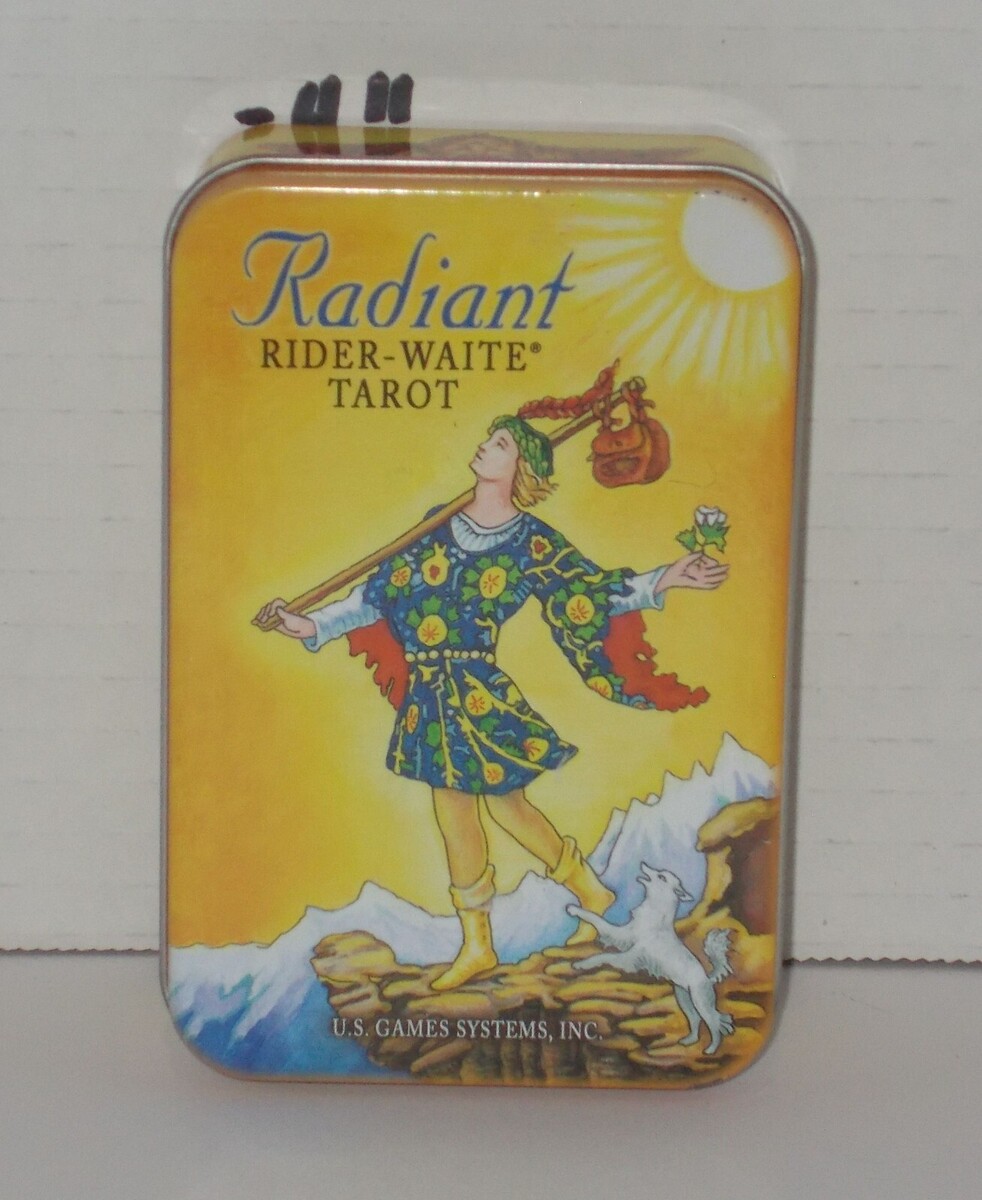 Radiant
RIDER-WAITE®
TAROT
U.S. GAMES SYSTEMS, INC.